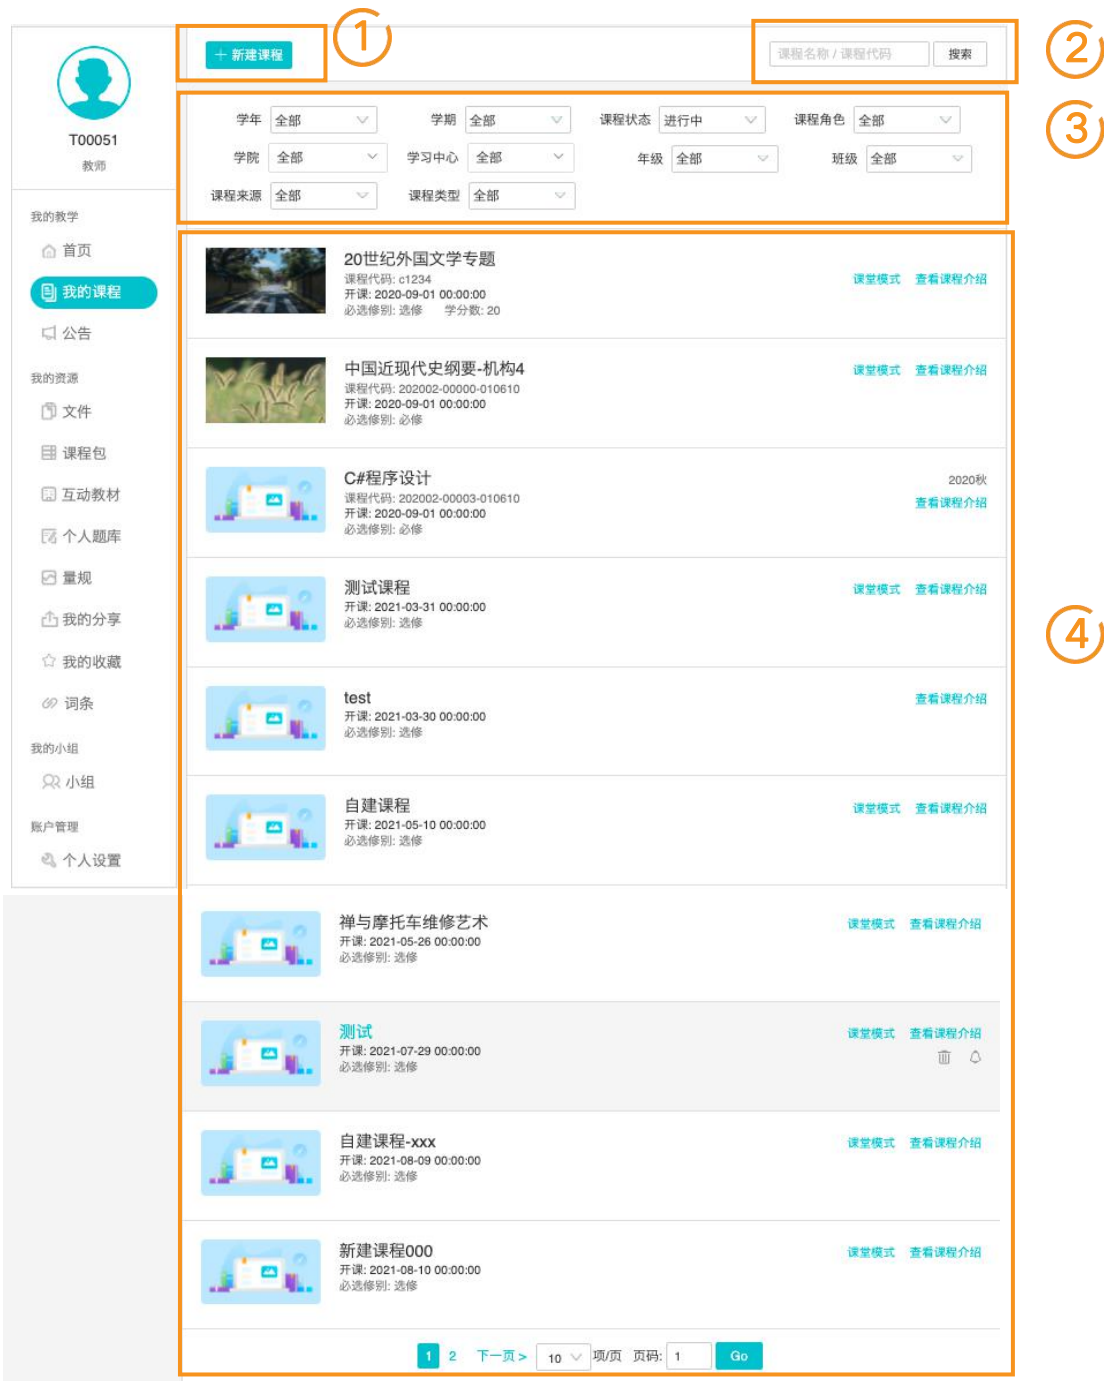 ①
②
③
④
T00051
教师
我的教学
首页
我的课程
公告
我的资源
文件
课程包
互动教材
个人题库
量规
我的分享
我的收藏
词条
我的小组
小组
账户管理
个人设置
+ 新建课程
课程名称 / 课程代码 搜索
学年 全部 学期 全部 课程状态 进行中 课程角色 全部
学院 全部 学习中心 全部 年级 全部 班级 全部
课程来源 全部 课程类型 全部
20世纪外国文学专题
课程代码: c1234
课堂模式 查看课程介绍
开课: 2020-09-01 00:00:00
必选修别: 选修 学分数: 20
中国近现代史纲要-机构4
课堂模式 查看课程介绍
课程代码: 202002-00000-010610
开课: 2020-09-01 00:00:00
必选修别: 必修
C#程序设计
2020秋
课程代码: 202002-00003-010610
查看课程介绍
开课: 2020-09-01 00:00:00
必选修别: 必修
测试课程
课堂模式 查看课程介绍
开课: 2021-03-31 00:00:00
必选修别: 选修
test
查看课程介绍
开课: 2021-03-30 00:00:00
必选修别: 选修
自建课程
课堂模式 查看课程介绍
开课: 2021-05-10 00:00:00
必选修别: 选修
禅与摩托车维修艺术
课堂模式 查看课程介绍
开课: 2021-05-26 00:00:00
必选修别: 选修
测试
课堂模式 查看课程介绍
开课: 2021-07-29 00:00:00
必选修别: 选修
自建课程-xxx
课堂模式 查看课程介绍
开课: 2021-08-09 00:00:00
必选修别: 选修
新建课程000
课堂模式 查看课程介绍
开课: 2021-08-10 00:00:00
必选修别: 选修
1 2 下一页 > 10 项/页 页码: 1 Go